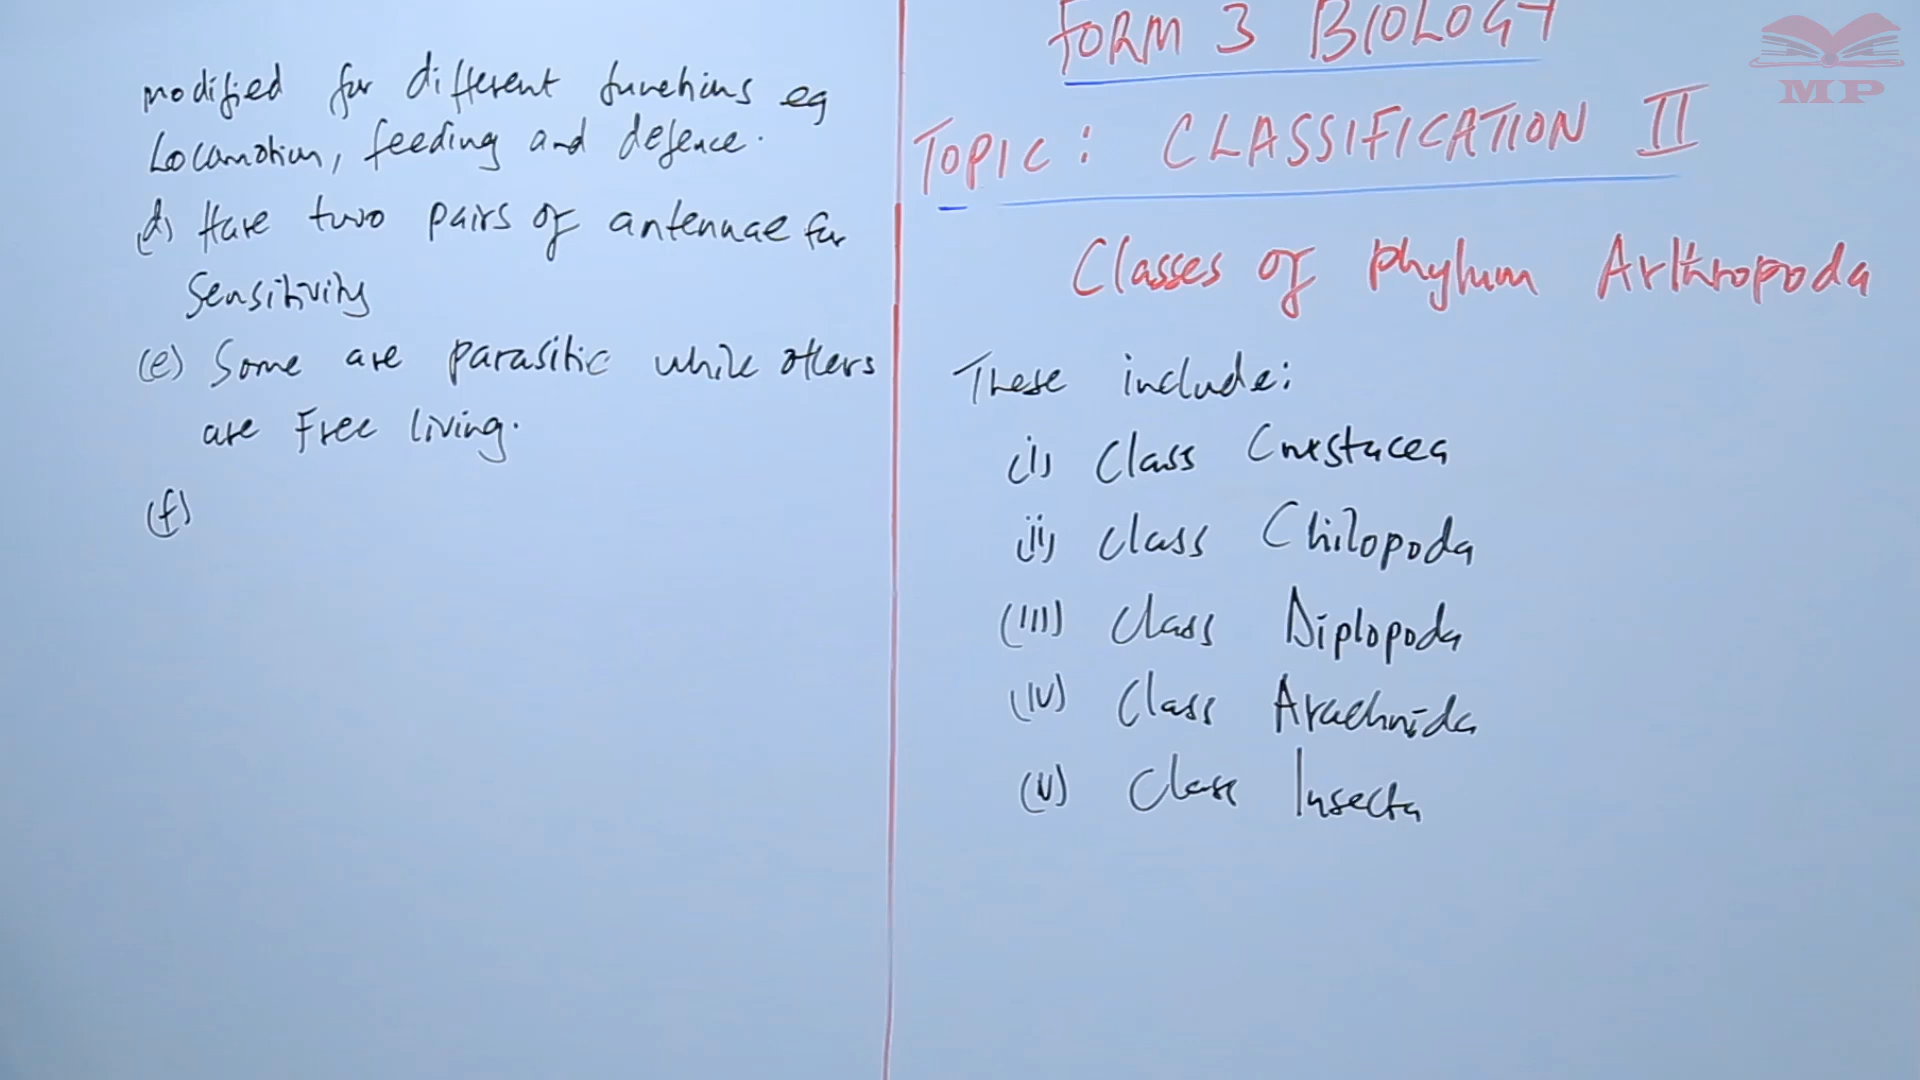 modified for different functions eg
Locomotion, feeding and defence.
(d) Have two pairs of antennae for
Sensitivity
(e) Some are parasitic while others
are Free living.
(f)
FORM 3 BIOLOGY
TOPIC: CLASSIFICATION II
Classes of Phylum Arthropoda
These include:
(i) Class Crustacea
(ii) Class Chilopoda
(III) Class Diplopoda
(IV) Class Arachnida
(V) Class Insecta
MP